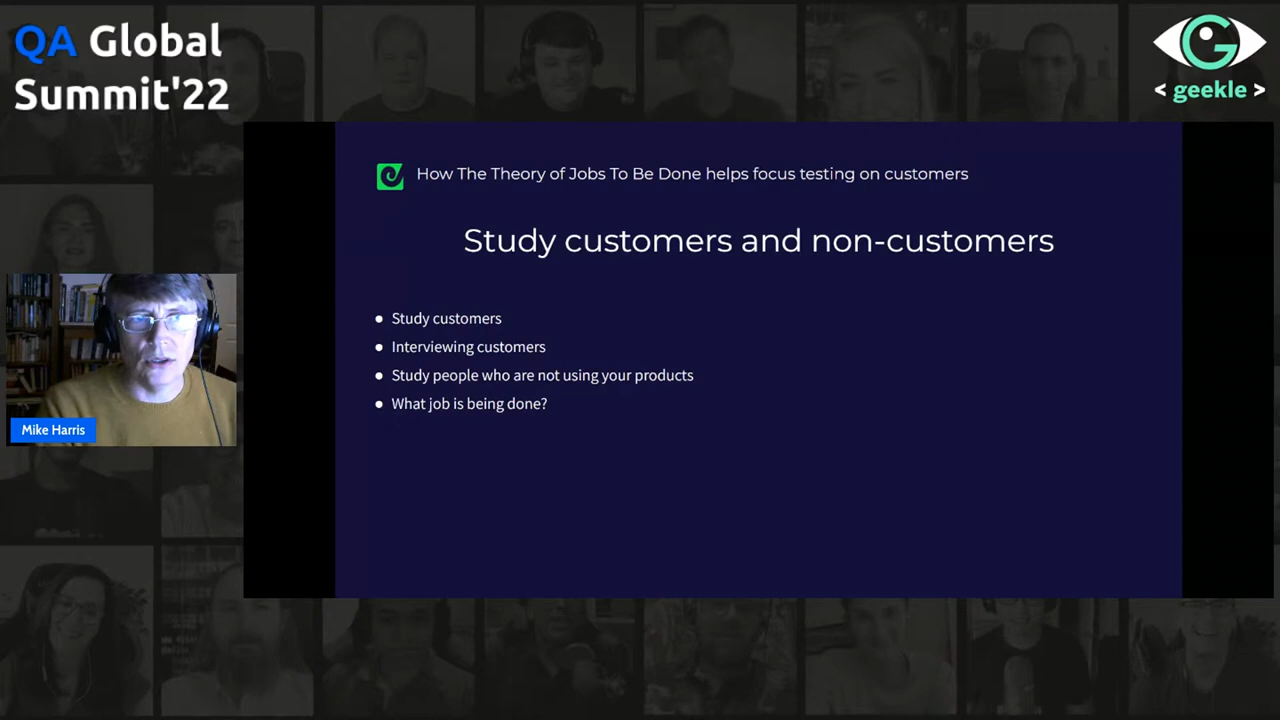 QA Global
Summit'22
< geekle >
How The Theory of Jobs To Be Done helps focus testing on customers
Study customers and non-customers
Study customers
Interviewing customers
Study people who are not using your products
What job is being done?
Mike Harris